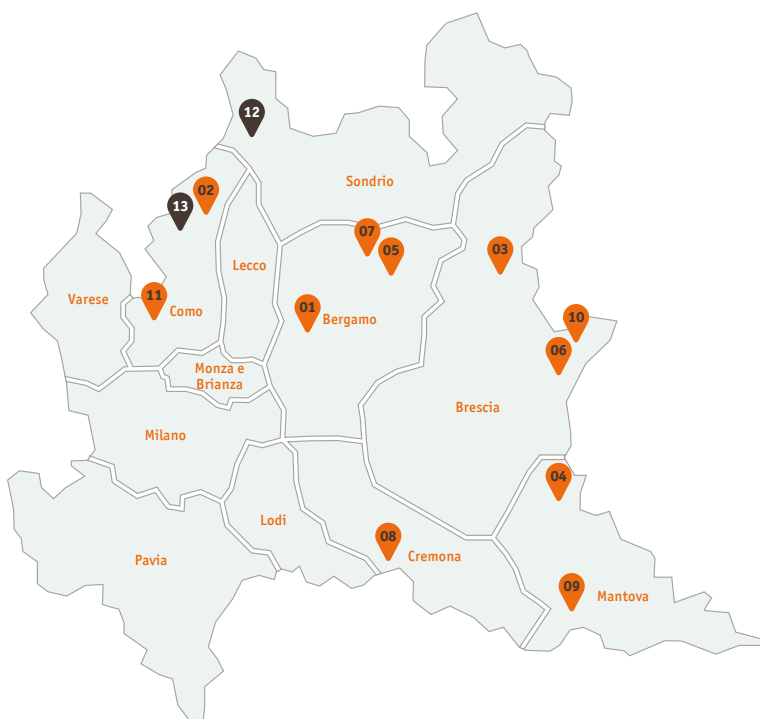 12
Sondrio
02
13
07
03
05
Lecco
Varese
11
Como
01
Bergamo
10
06
Monza e
Brianza
Brescia
Milano
04
Lodi
08
Cremona
Pavia
09
Mantova